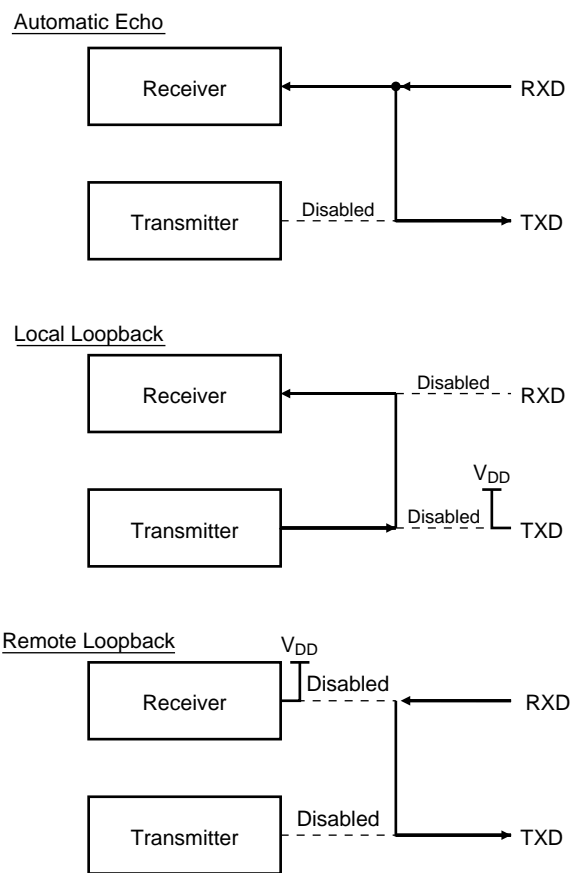 Automatic Echo
Receiver
RXD
Transmitter
Disabled
TXD
Local Loopback
Receiver
Disabled
RXD
VDD
Transmitter
Disabled
TXD
Remote Loopback
VDD
Receiver
Disabled
RXD
Transmitter
Disabled
TXD